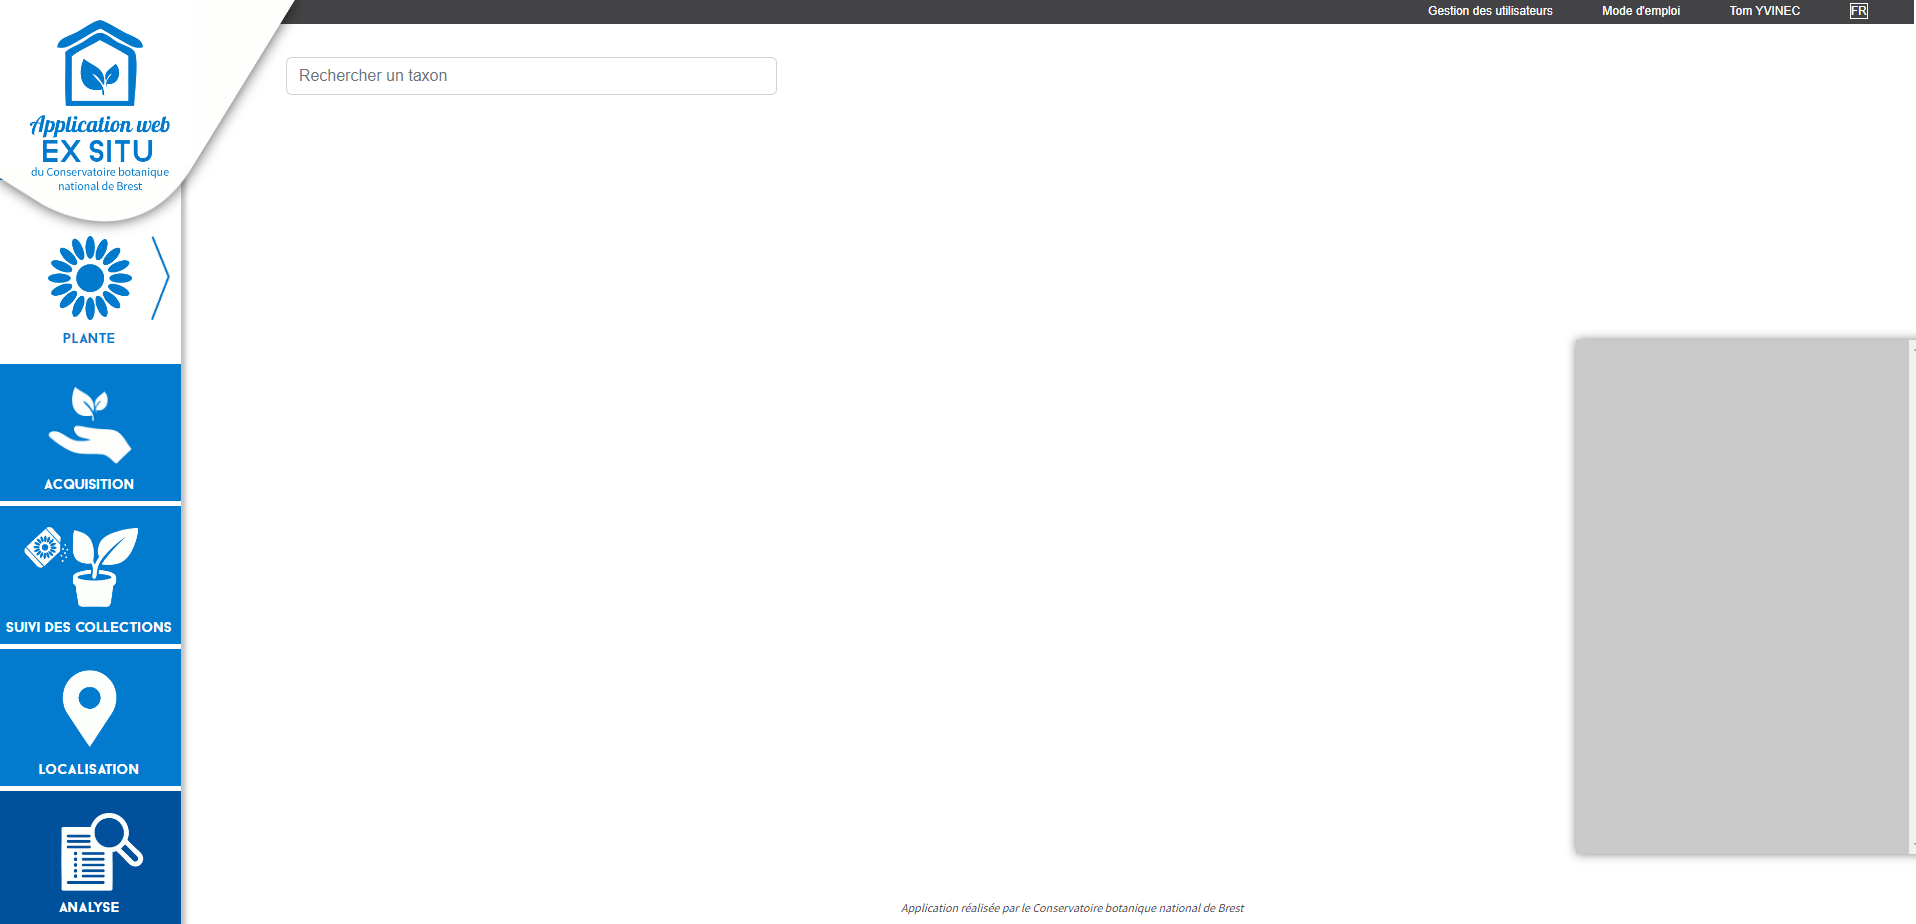 Gestion des utilisateurs
Mode d'emploi
Tom YVINEC
FR
Application web
EX SITU
du Conservatoire botanique
national de Brest
Rechercher un taxon
PLANTE
ACQUISITION
SUIVI DES COLLECTIONS
LOCALISATION
ANALYSE
Application réalisée par le Conservatoire botanique national de Brest